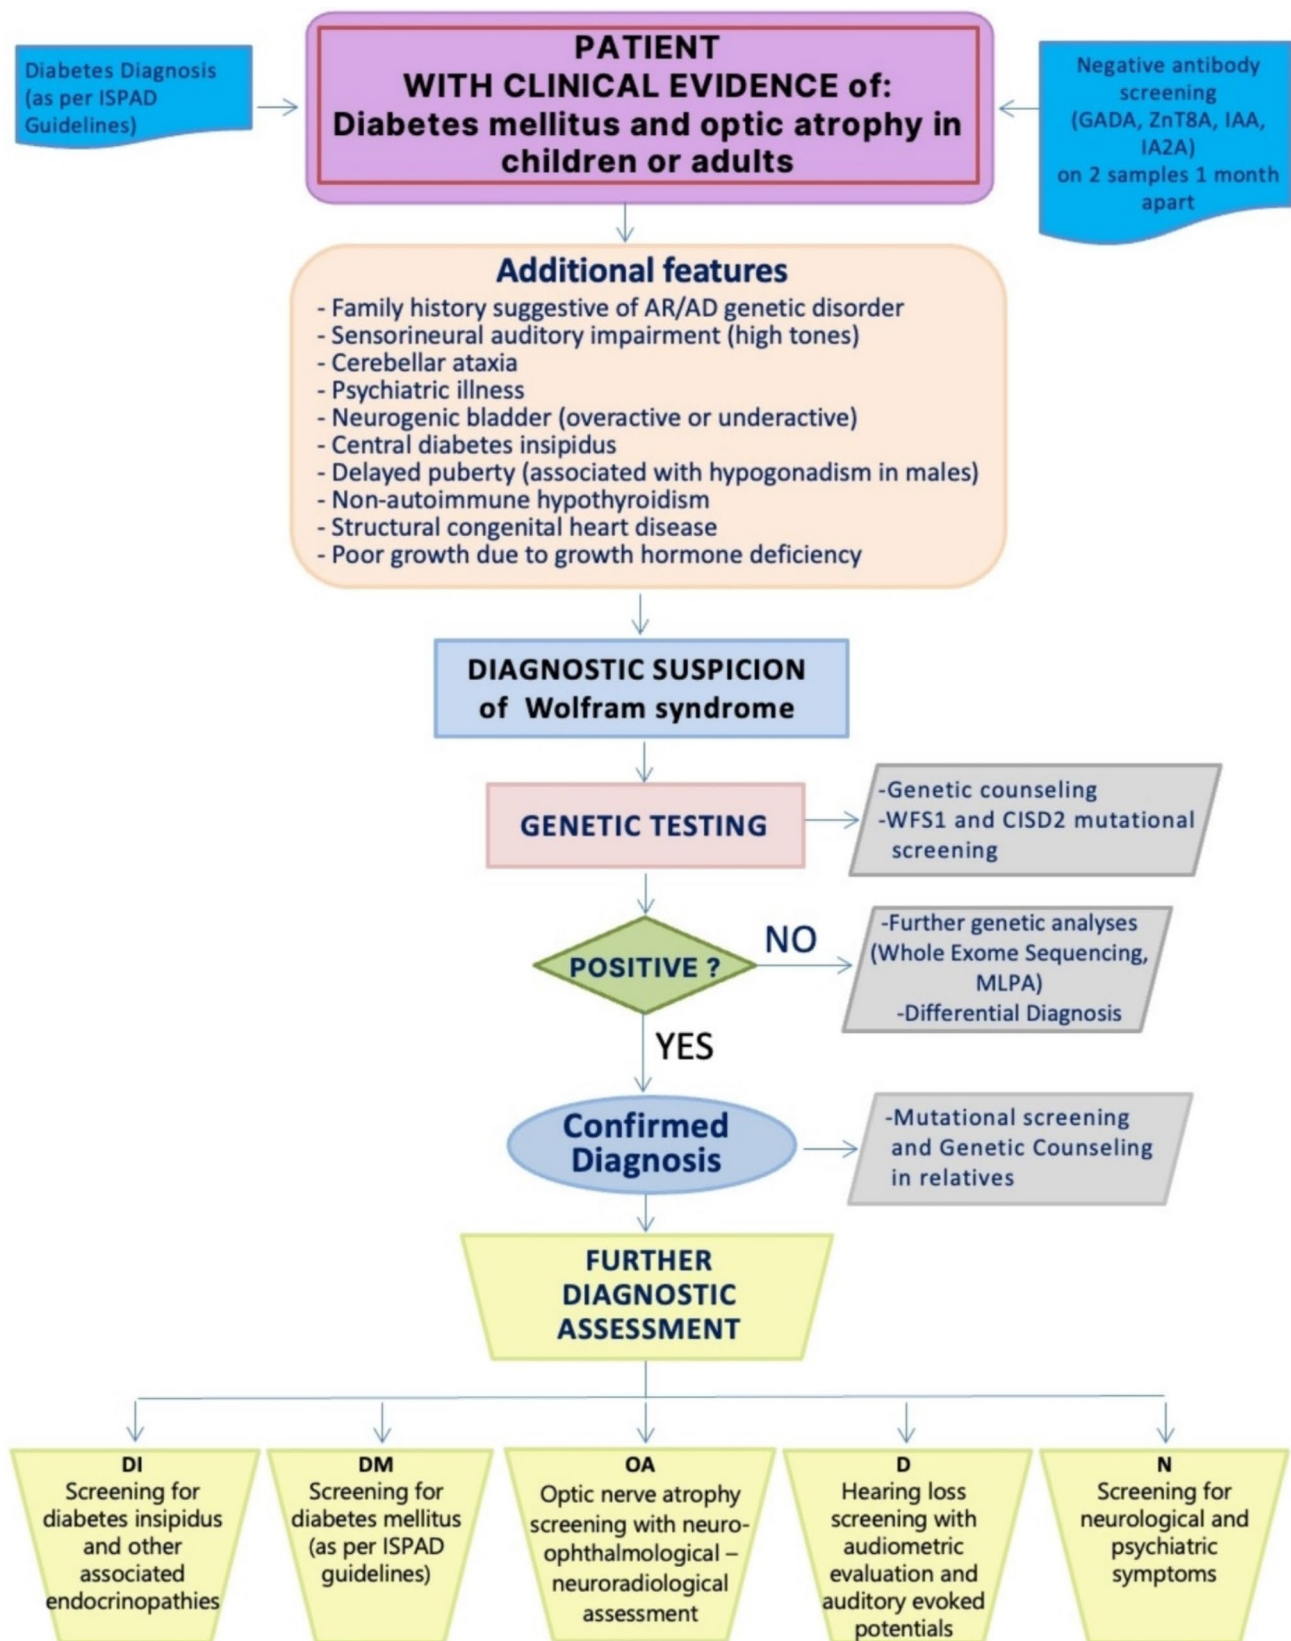 Diabetes Diagnosis
(as per ISPAD
Guidelines)
PATIENT
WITH CLINICAL EVIDENCE of:
Diabetes mellitus and optic atrophy in
children or adults
Negative antibody
screening
(GADA, ZnT8A, IAA,
IA2A)
on 2 samples 1 month
apart
Additional features
- Family history suggestive of AR/AD genetic disorder
- Sensorineural auditory impairment (high tones)
- Cerebellar ataxia
- Psychiatric illness
- Neurogenic bladder (overactive or underactive)
- Central diabetes insipidus
- Delayed puberty (associated with hypogonadism in males)
- Non-autoimmune hypothyroidism
- Structural congenital heart disease
- Poor growth due to growth hormone deficiency
DIAGNOSTIC SUSPICION
of Wolfram syndrome
GENETIC TESTING
-Genetic counseling
-WFS1 and CISD2 mutational
screening
POSITIVE ?
NO
-Further genetic analyses
(Whole Exome Sequencing,
MLPA)
-Differential Diagnosis
YES
Confirmed
Diagnosis
-Mutational screening
and Genetic Counseling
in relatives
FURTHER
DIAGNOSTIC
ASSESSMENT
DI
Screening for
diabetes insipidus
and other
associated
endocrinopathies
DM
Screening for
diabetes mellitus
(as per ISPAD
guidelines)
OA
Optic nerve atrophy
screening with neuro-
ophthalmological –
neuroradiological
assessment
D
Hearing loss
screening with
audiometric
evaluation and
auditory evoked
potentials
N
Screening for
neurological and
psychiatric
symptoms